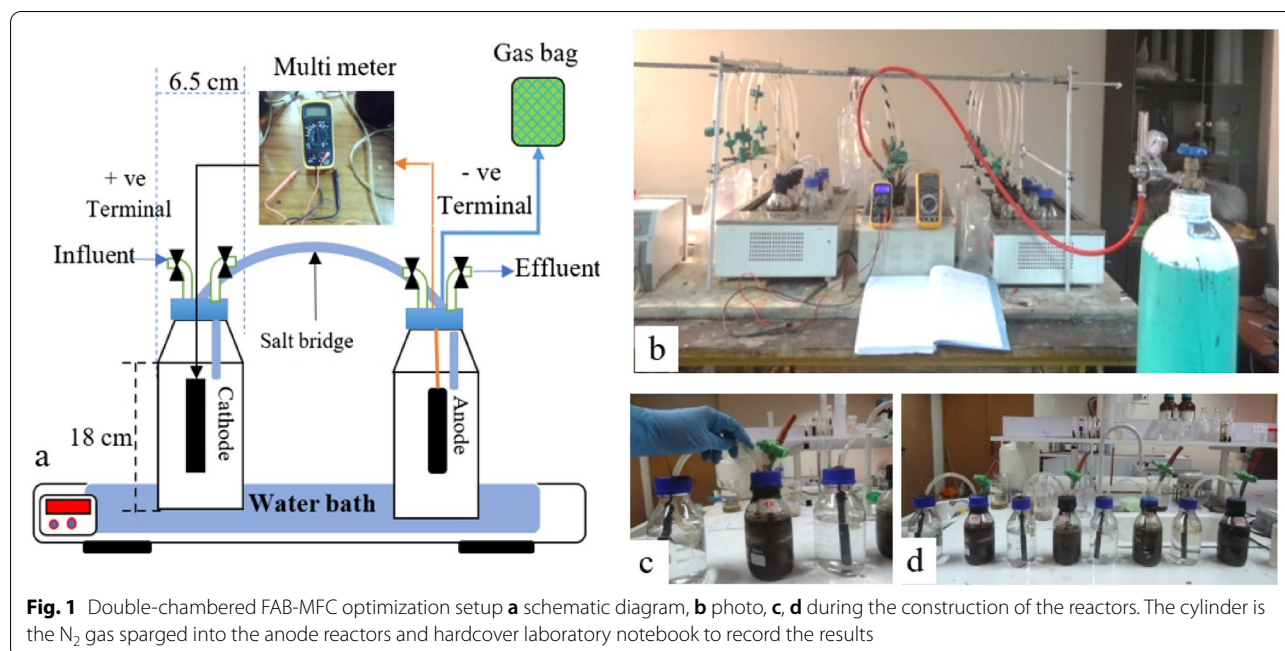 Gas bag
Multi meter
6.5 cm
+ ve
Terminal
- ve
Terminal
Influent
Effluent
Salt bridge
Cathode
Anode
18 cm
a
Water bath
b
c
d
Fig. 1 Double-chambered FAB-MFC optimization setup a schematic diagram, b photo, c, d during the construction of the reactors. The cylinder is
the N₂ gas sparged into the anode reactors and hardcover laboratory notebook to record the results